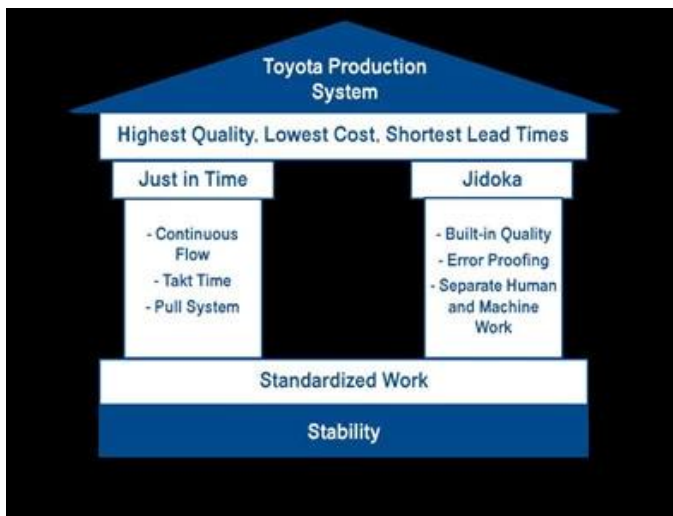 Toyota Production
System
Highest Quality, Lowest Cost, Shortest Lead Times
Just in Time
- Continuous
Flow
- Takt Time
- Pull System
Jidoka
- Built-in Quality
- Error Proofing
- Separate Human
and Machine
Work
Standardized Work
Stability